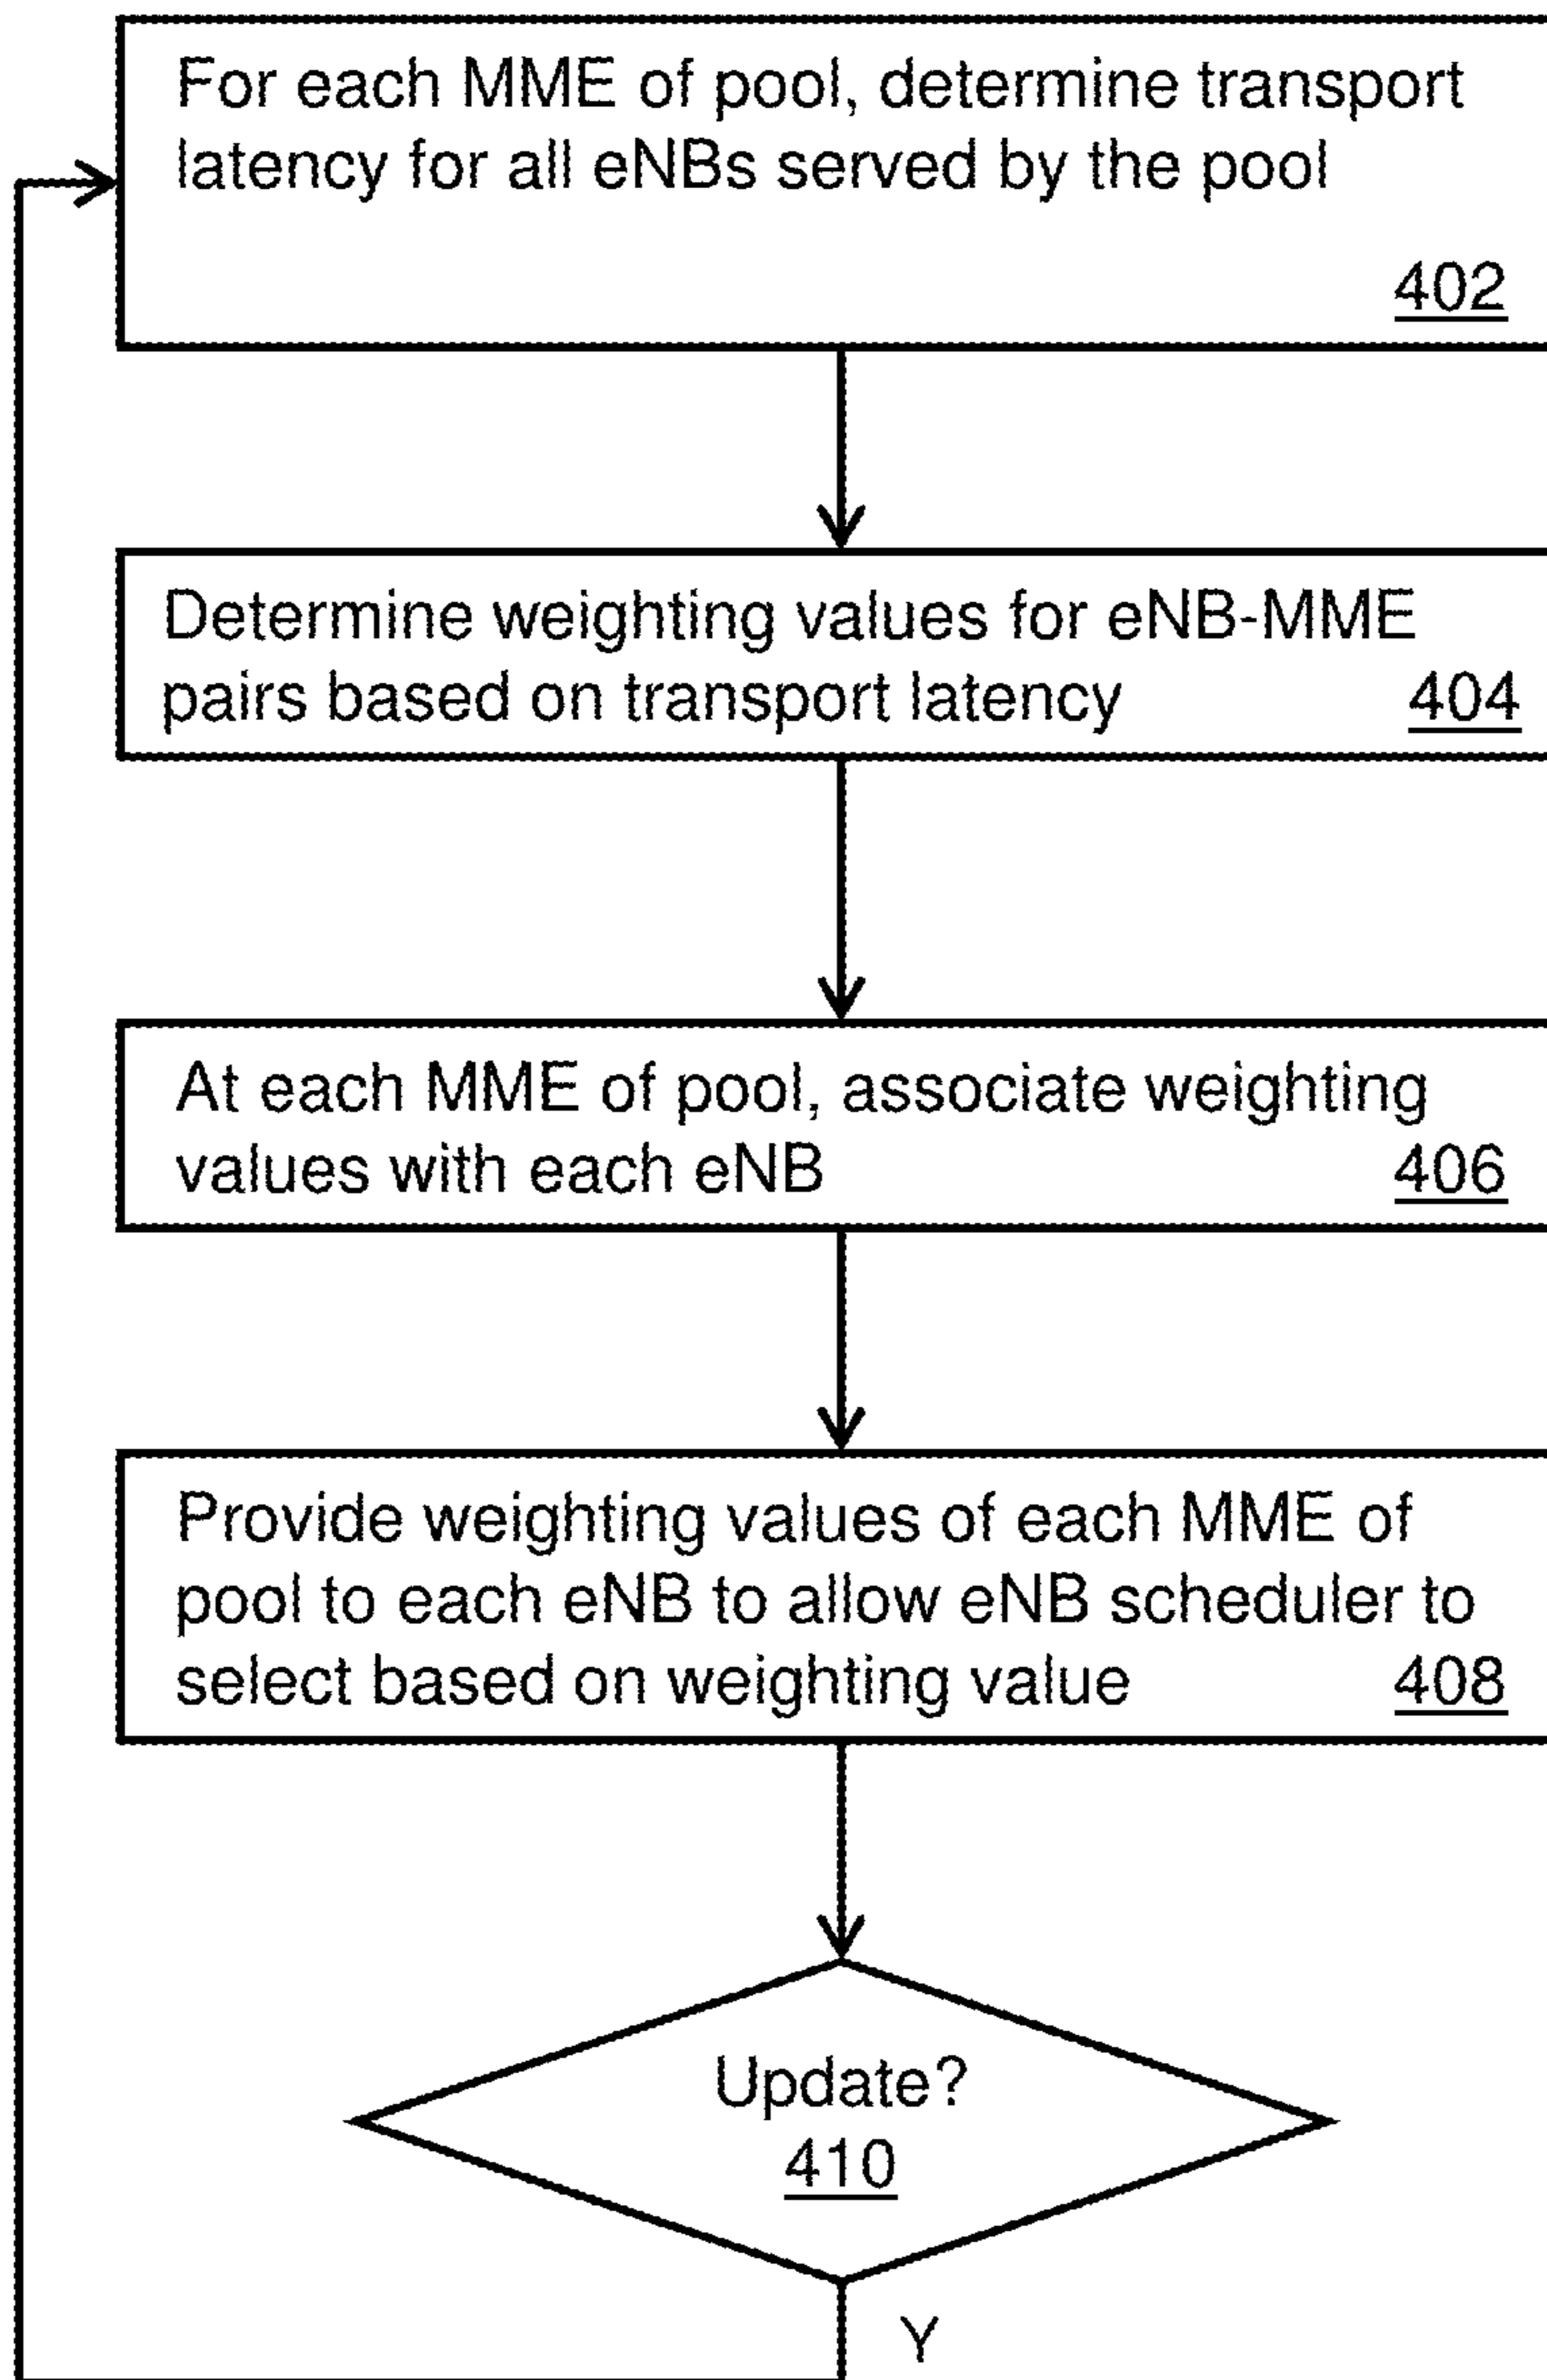 For each MME of pool, determine transport
latency for all eNBs served by the pool
402
Determine weighting values for eNB-MME
pairs based on transport latency 404
At each MME of pool, associate weighting
values with each eNB 406
Provide weighting values of each MME of
pool to each eNB to allow eNB scheduler to
select based on weighting value 408
Update?
410
Y